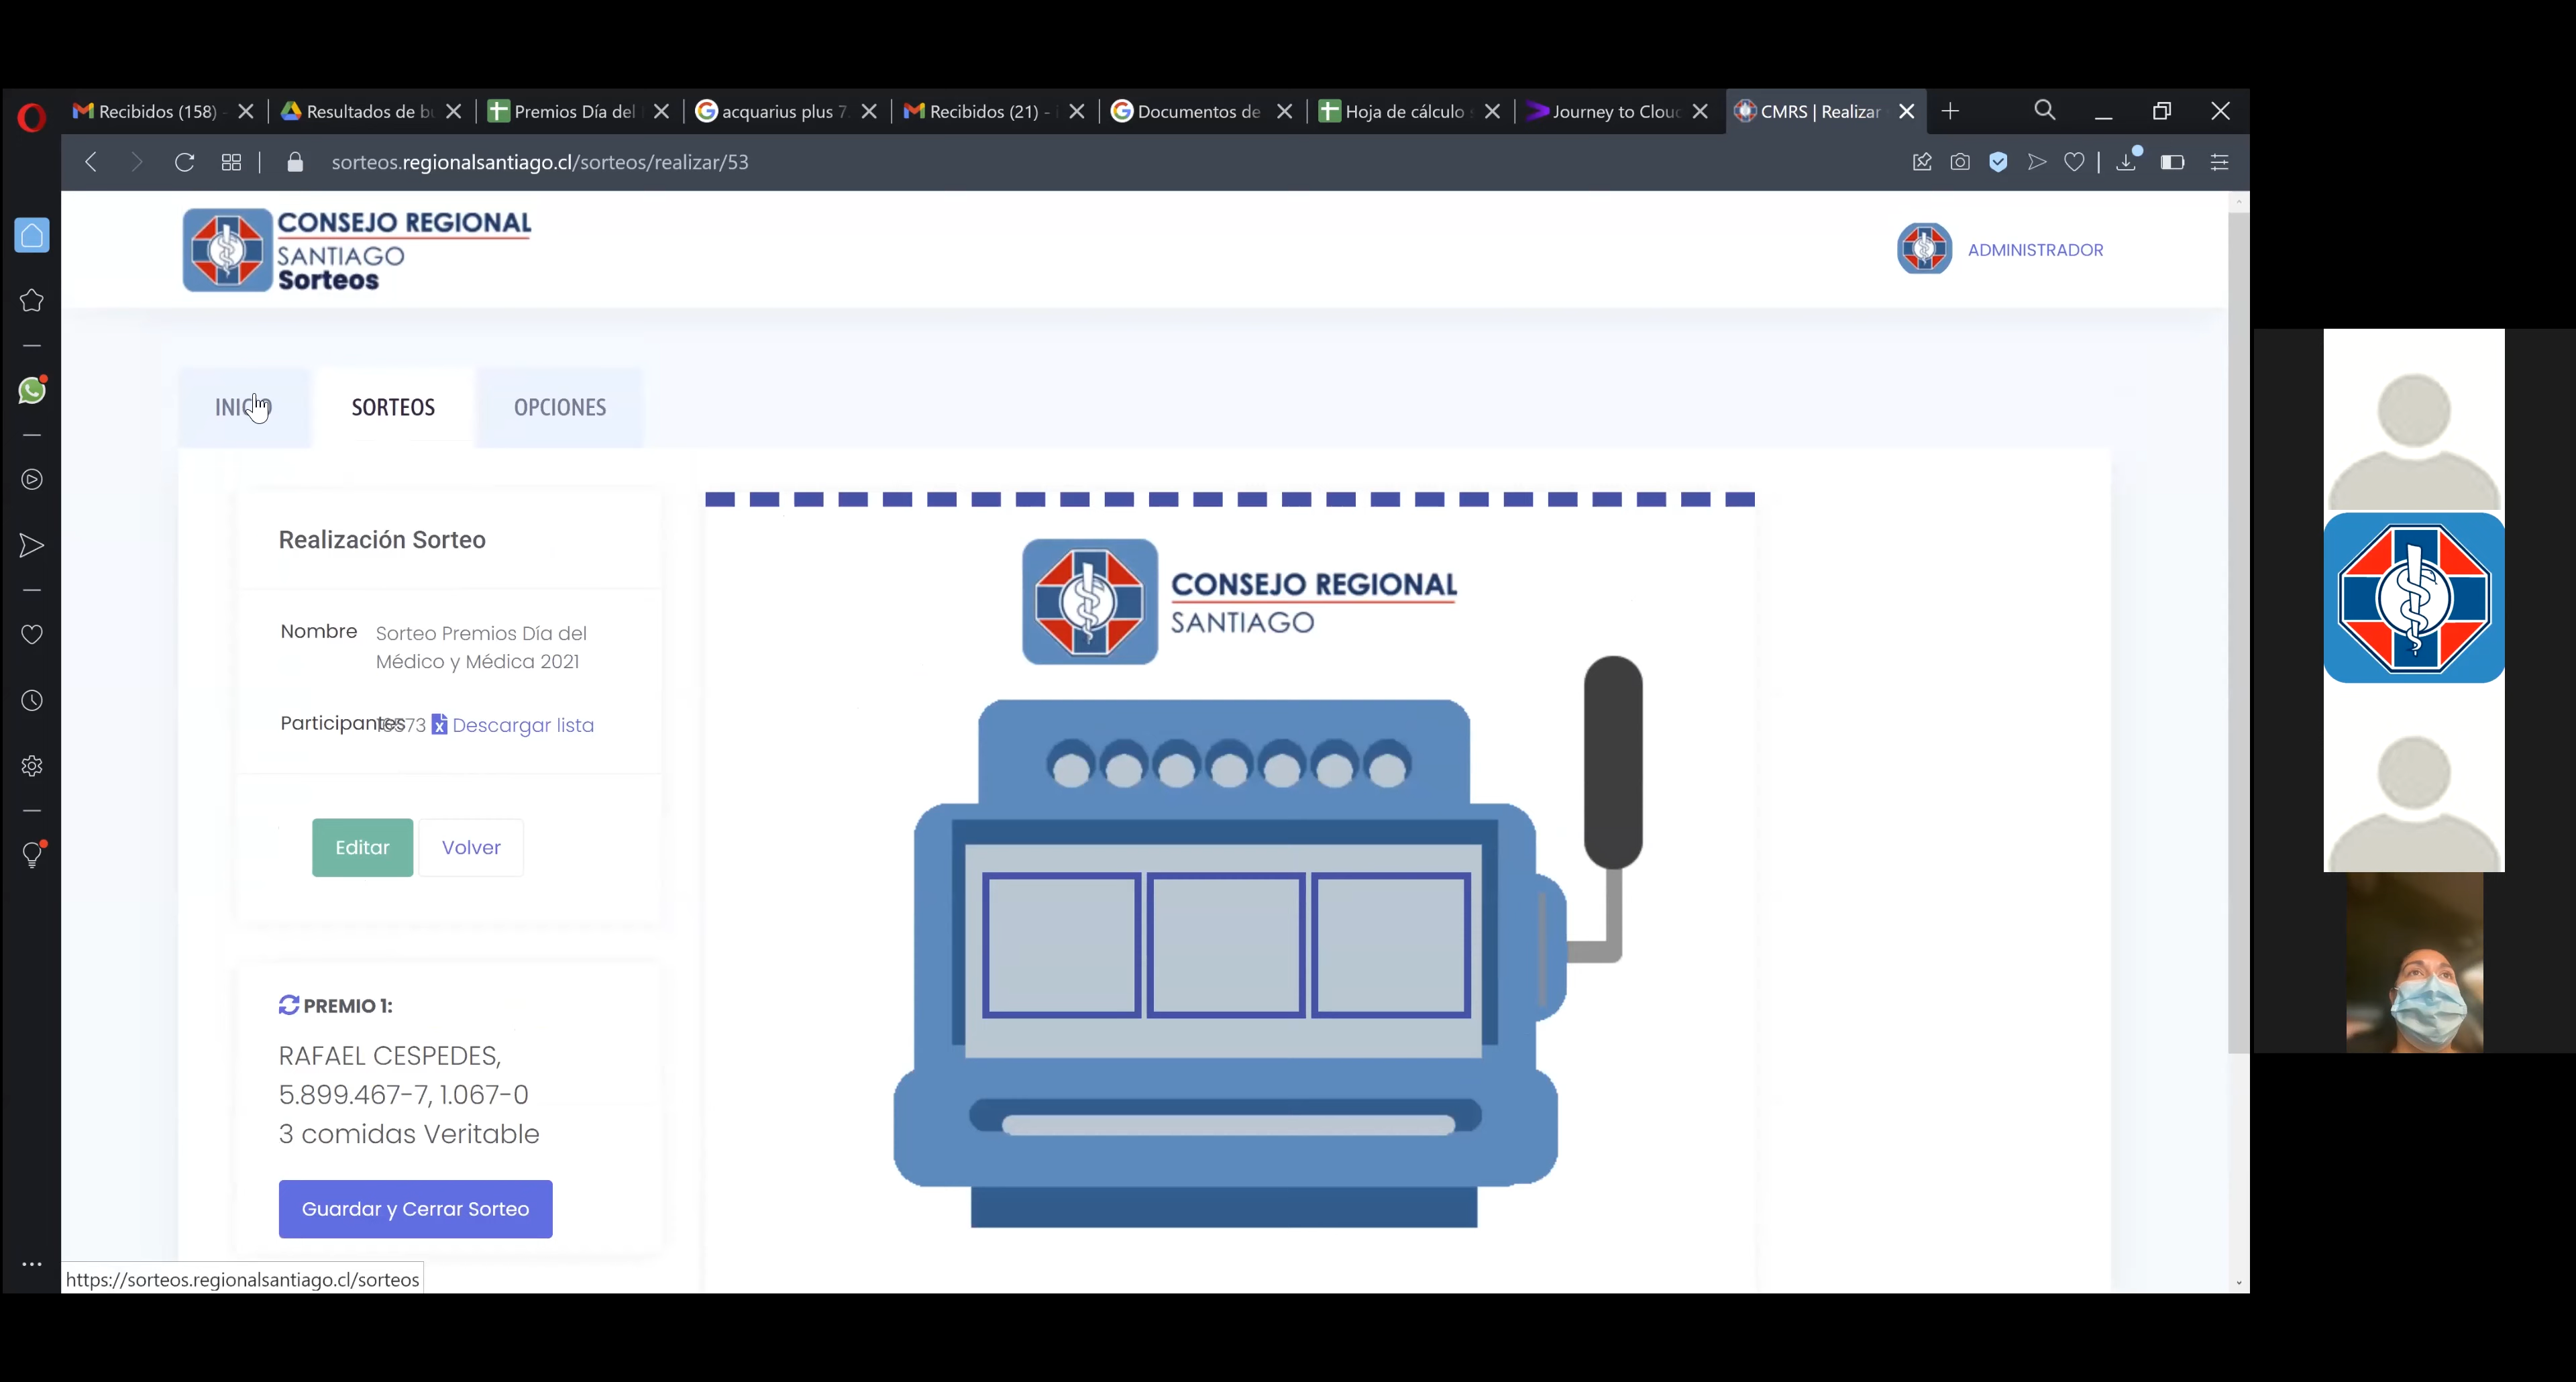 Recibidos (158)
Resultados de bu
Premios Día del
acquarius plus 7.
Recibidos (21) - i
Documentos de
Hoja de cálculo s
Journey to Clouc
CMRS | Realizar
sorteos.regionalsantiago.cl/sorteos/realizar/53
CONSEJO REGIONAL
SANTIAGO
Sorteos
ADMINISTRADOR
INICIO
SORTEOS
OPCIONES
Realización Sorteo
Nombre
Sorteo Premios Día del
Médico y Médica 2021
Participantes
Descargar lista
Editar
Volver
PREMIO 1:
RAFAEL CESPEDES,
5.899.467-7, 1.067-0
3 comidas Veritable
Guardar y Cerrar Sorteo
CONSEJO REGIONAL
SANTIAGO
https://sorteos.regionalsantiago.cl/sorteos